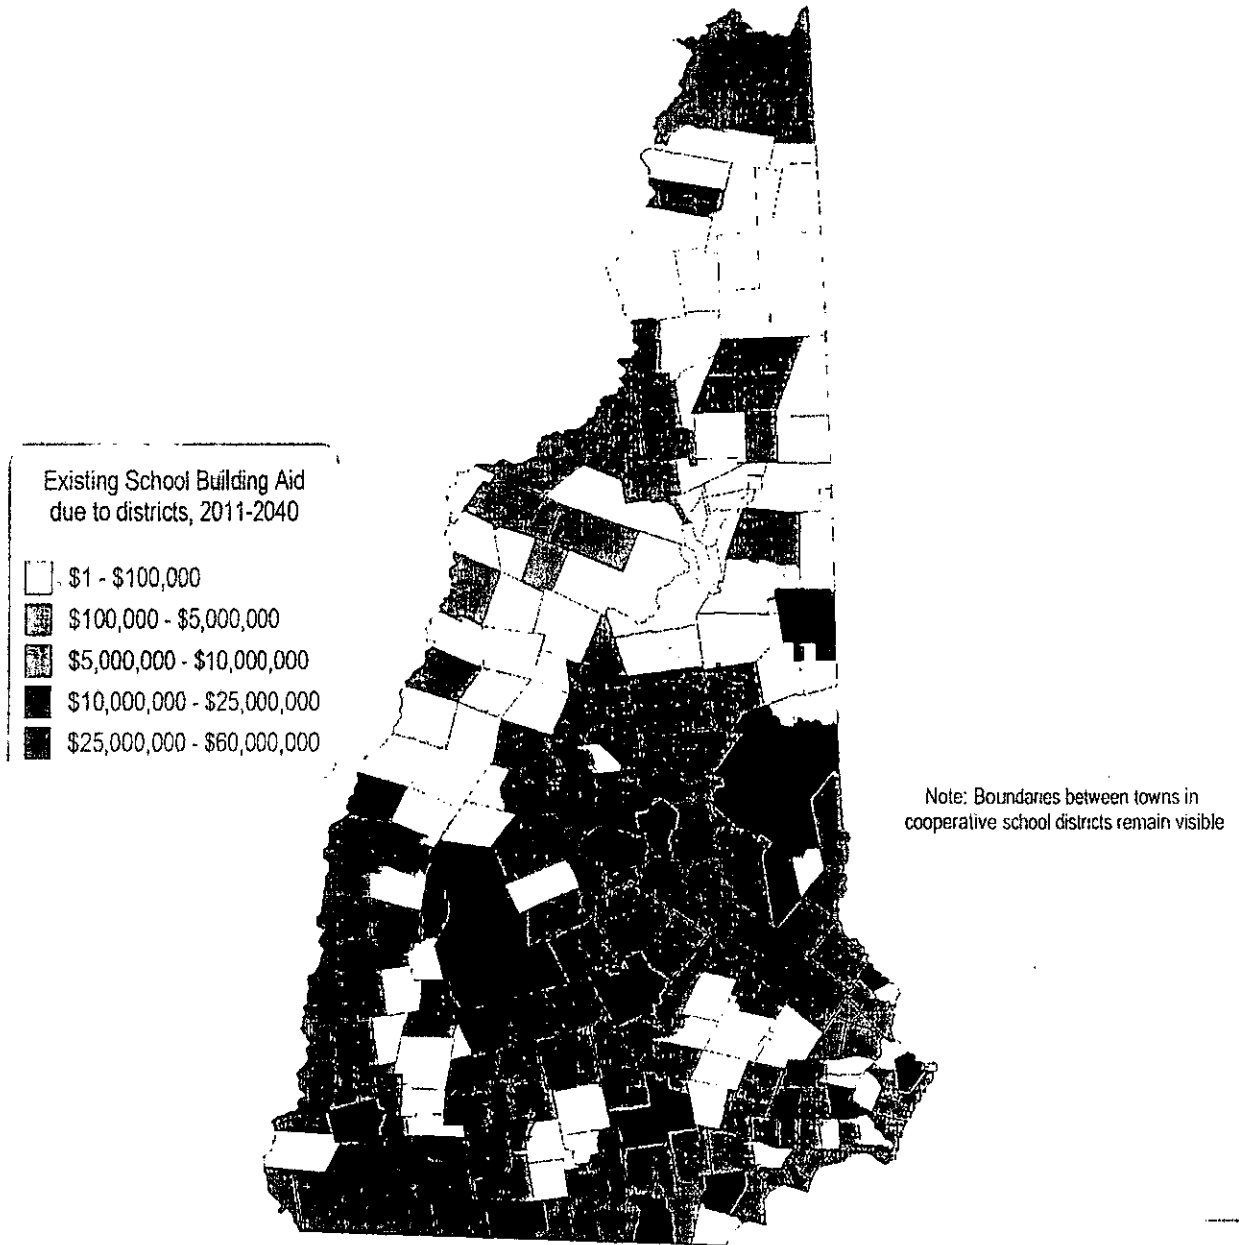 Existing School Building Aid
due to districts, 2011-2040
$1 - $100,000
$100,000 - $5,000,000
$5,000,000 - $10,000,000
$10,000,000 - $25,000,000
$25,000,000 - $60,000,000
Note: Boundaries between towns in
cooperative school districts remain visible